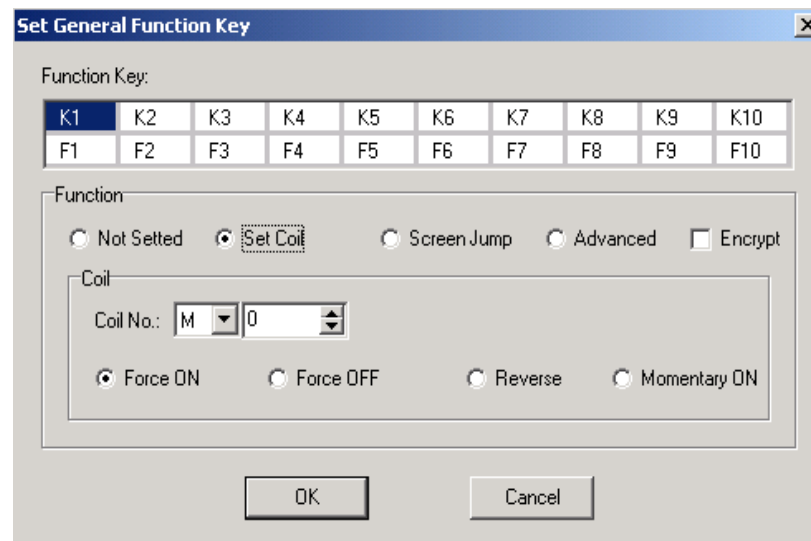 Set General Function Key
Function Key:
K1 K2 K3 K4 K5 K6 K7 K8 K9 K10
F1 F2 F3 F4 F5 F6 F7 F8 F9 F10
Function
Not Setted Set Coil Screen Jump Advanced Encrypt
Coil
Coil No.: M 0
Force ON Force OFF Reverse Momentary ON
OK Cancel